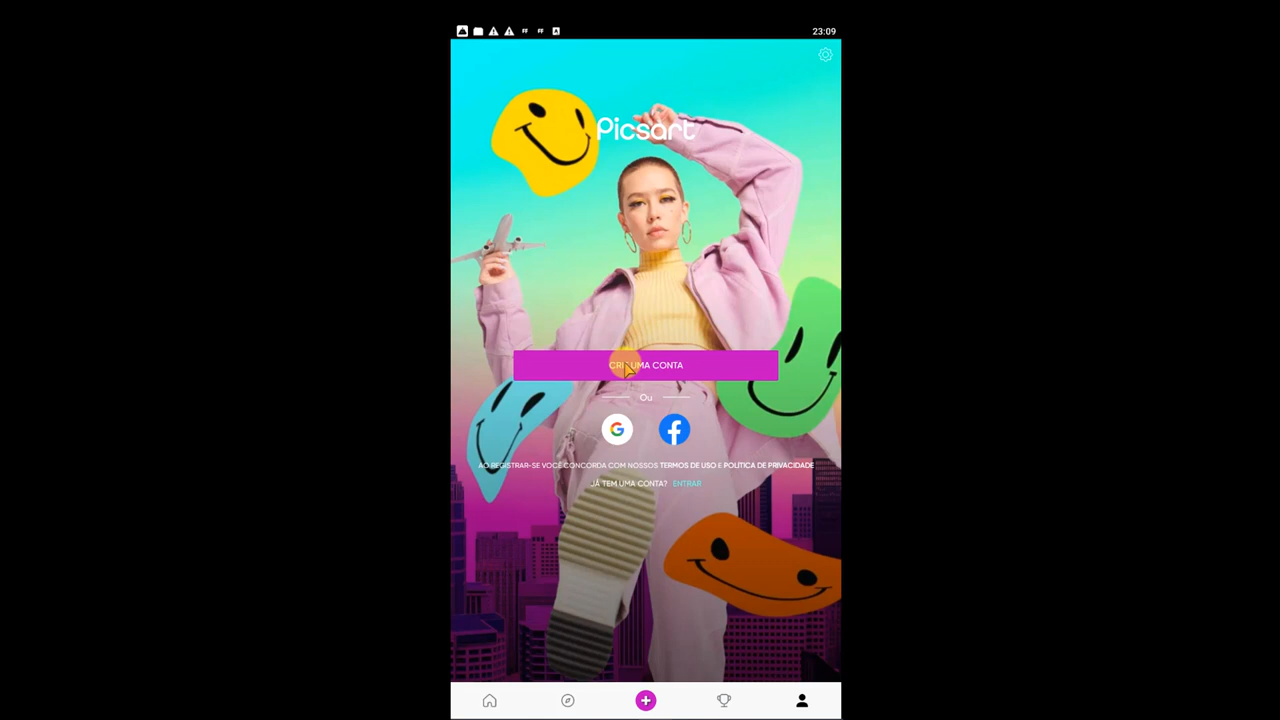 23:09
Picsart
CRIE UMA CONTA
Ou
AO REGISTRAR-SE VOCÊ CONCORDA COM NOSSOS TERMOS DE USO E POLÍTICA DE PRIVACIDADE
JÁ TEM UMA CONTA? ENTRAR